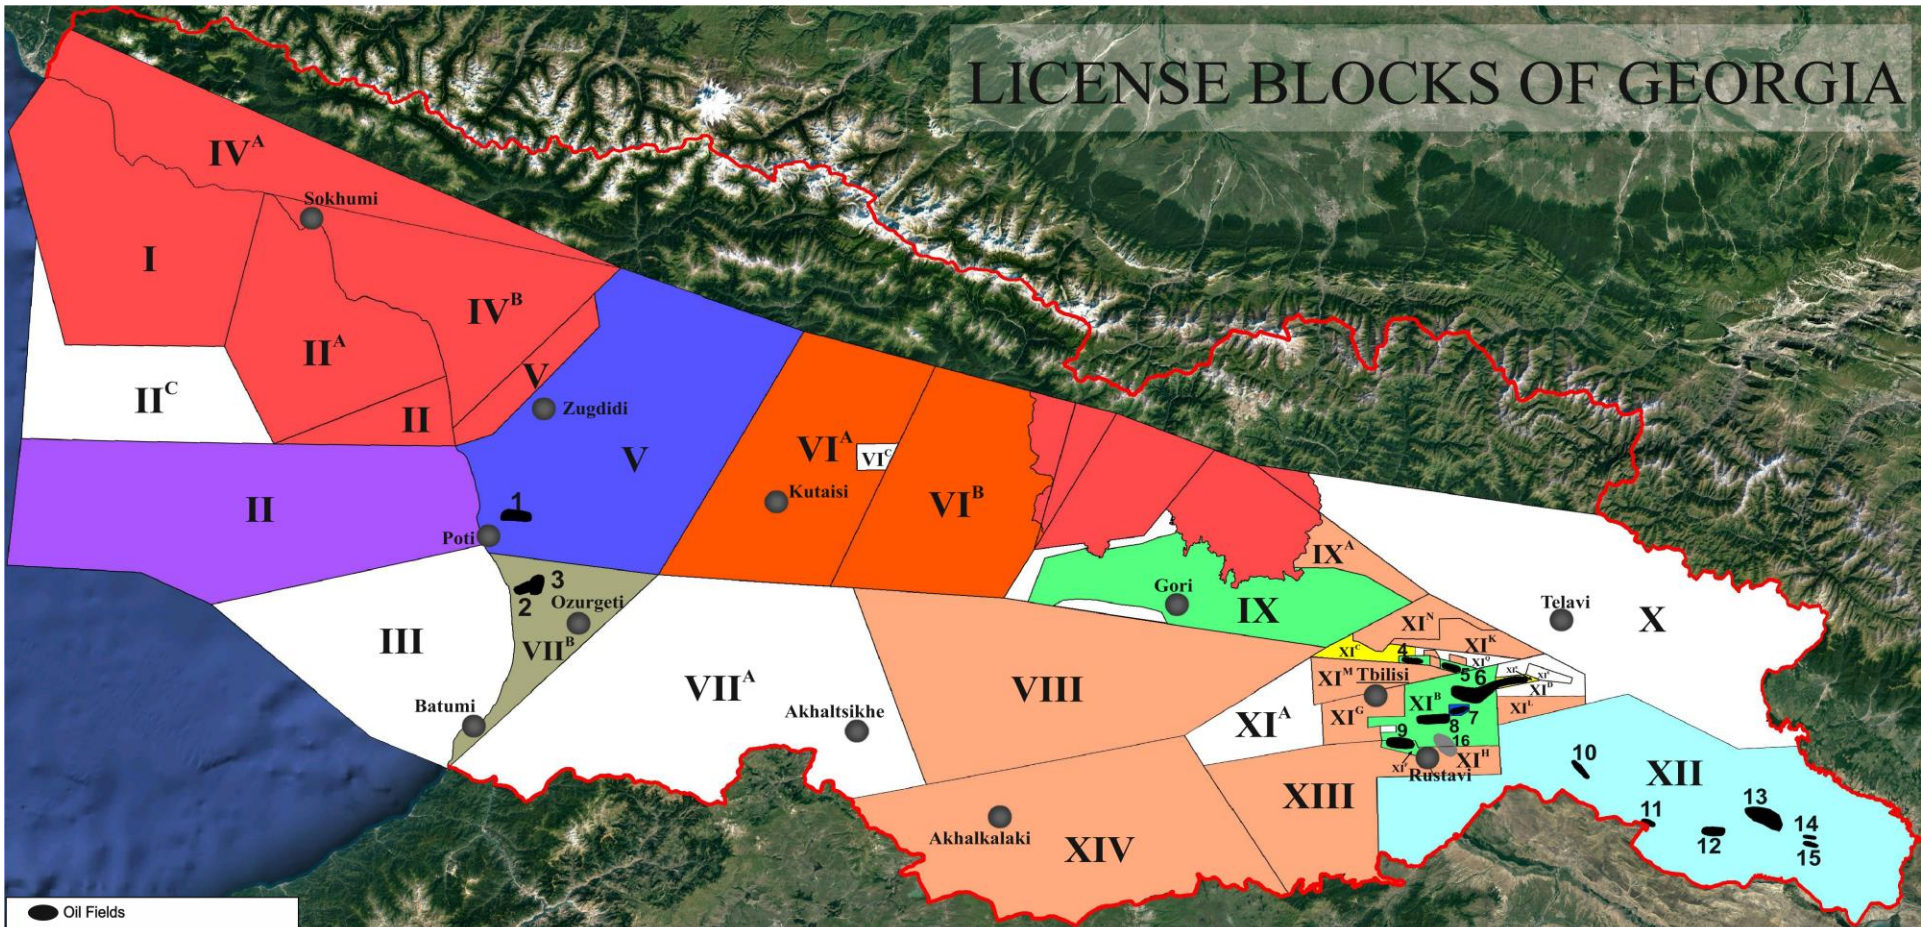 LICENSE BLOCKS OF GEORGIA
IV^A
Sokhumi
I
IV^B
II^A
V
II^C
II
Zugdidi
V
VI^A
VI^C
VI^B
Kutaisi
II
1
Poti
IX^A
3
2
Ozurgeti
VII^B
Gori
IX
Telavi
X
III
XI^N
XI^K
XI^C
4
XI^Q
5
6
XI^D
XI^M
Tbilisi
VII^A
VIII
XI^B
XI^L
7
8
Batumi
Akhaltsikhe
XI^A
XI^G
9
16
XI^H
Rustavi
10
XII
XIII
Akhalkalaki
XIV
11
12
13
14
15
Oil Fields